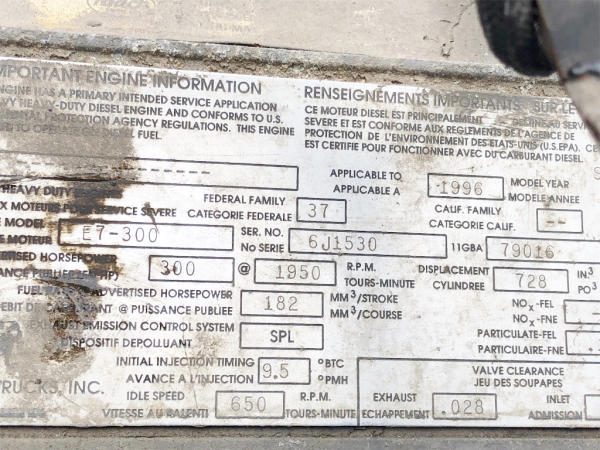 IMPORTANT ENGINE INFORMATION
ENGINE HAS A PRIMARY INTENDED SERVICE APPLICATION
HEAVY-DUTY DIESEL ENGINE AND CONFORMS TO U.S.
PROTECTION AGENCY REGULATIONS. THIS ENGINE
FUEL.
RENSEIGNEMENTS IMPORTANTS SUR LE
CE MOTEUR DIESEL EST PRINCIPALEMENT
SEVERE ET EST CONFORME AUX REGLEMENTS DE L'AGENCE DE
PROTECTION DE L'ENVIRONNEMENT DES ETATS-UNIS (U.S.EPA). CE
EST CERTIFIE POUR FONCTIONNER AVEC DU CARBURANT DIESEL.
----------
APPLICABLE TO
APPLICABLE A
1996
MODEL YEAR
MODELE ANNEE
HEAVY DUTY
SERVICE SEVERE
FEDERAL FAMILY
CATEGORIE FEDERALE
37
CALIF. FAMILY
CATEGORIE CALIF.
--
MODEL
MOTEUR
E7-300
SER. NO.
No SERIE
6J1530
11GBA
79016
HORSEPOWER
(HP)
300
@
1950
R.P.M.
TOURS-MINUTE
DISPLACEMENT
CYLINDREE
728
IN³
PO³
ADVERTISED HORSEPOWER
@ PUISSANCE PUBLIEE
182
MM³/STROKE
MM³/COURSE
NOX-FEL
NOX-FNE
EXHAUST EMISSION CONTROL SYSTEM
DISPOSITIF DEPOLLUANT
SPL
PARTICULATE-FEL
PARTICULAIRE-FNE
INITIAL INJECTION TIMING
AVANCE A L'INJECTION
9.5
°BTC
°PMH
VALVE CLEARANCE
JEU DES SOUPAPES
TRUCKS, INC.
IDLE SPEED
VITESSE AU RALENTI
650
R.P.M.
TOURS-MINUTE
EXHAUST
ECHAPPEMENT
.028
INLET
ADMISSION